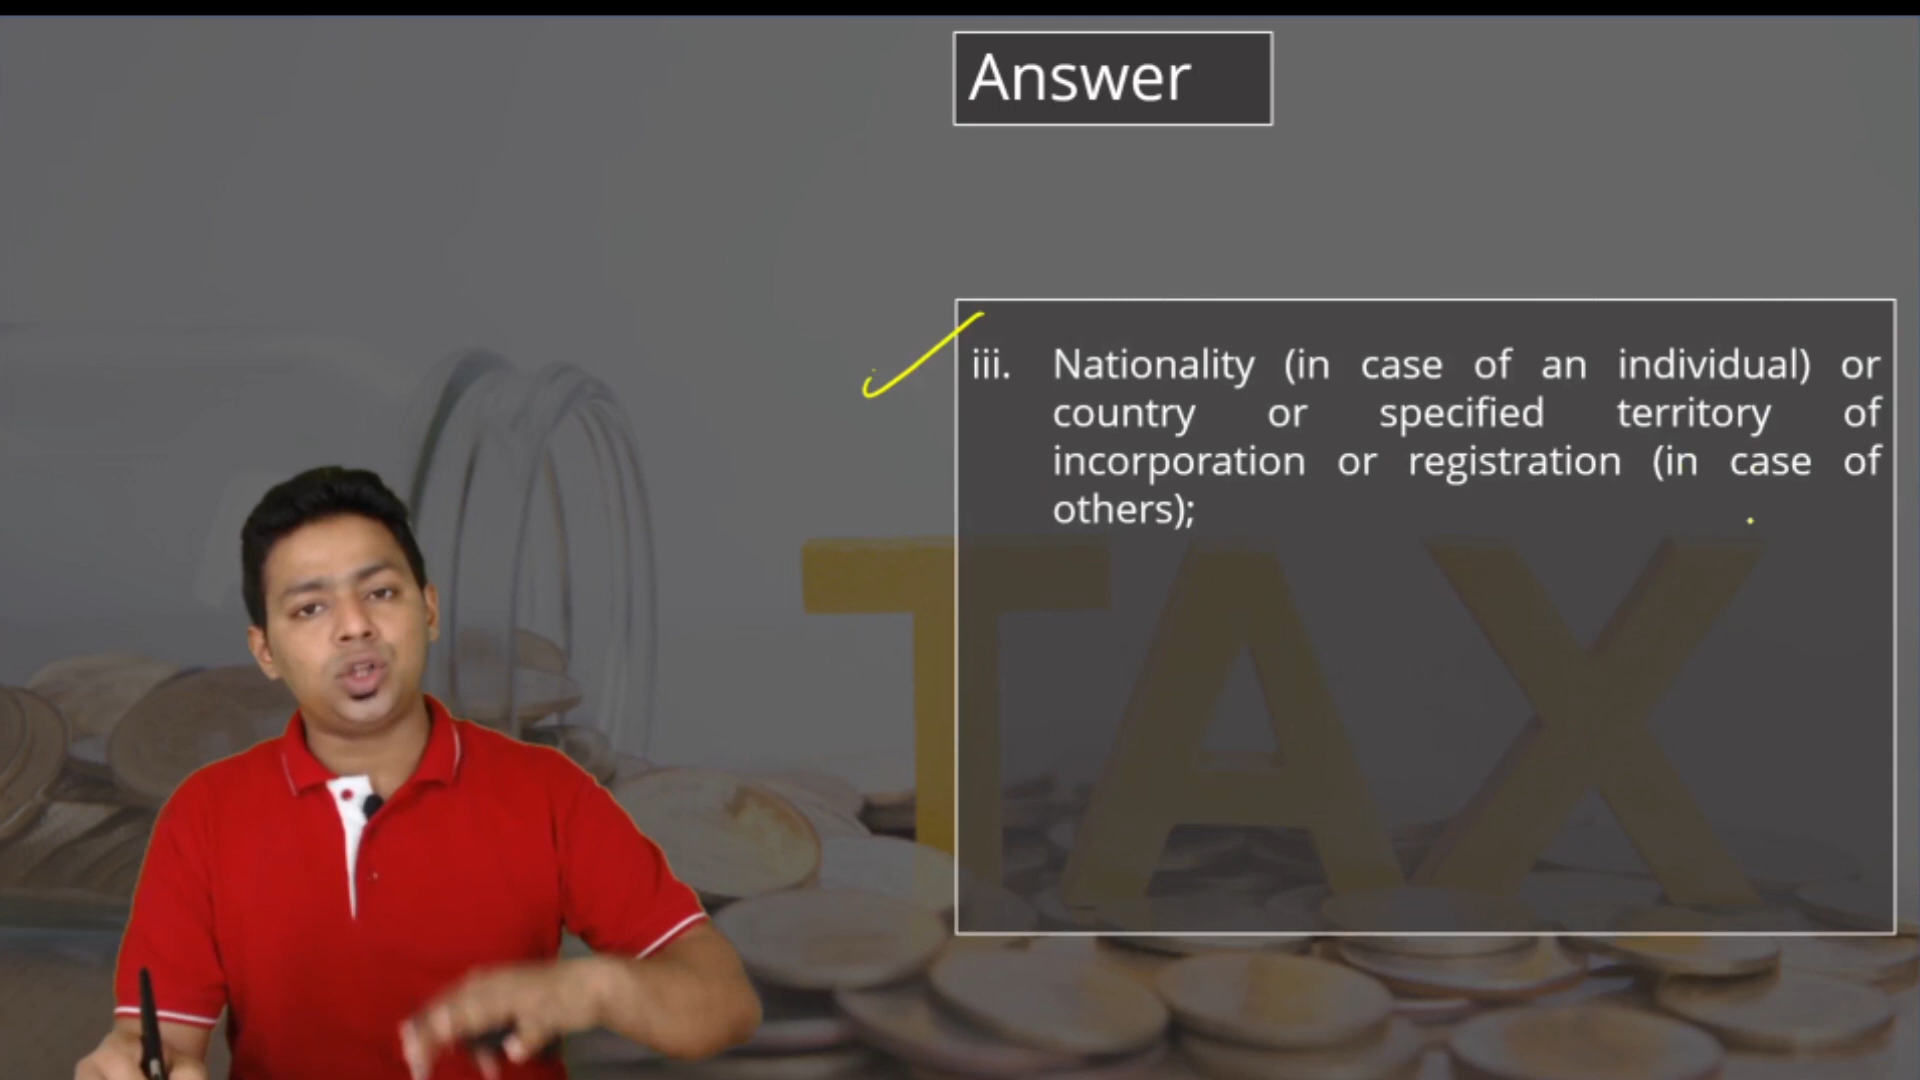 Answer
iii. Nationality (in case of an individual) or
country or specified territory of
incorporation or registration (in case of
others);
TAX